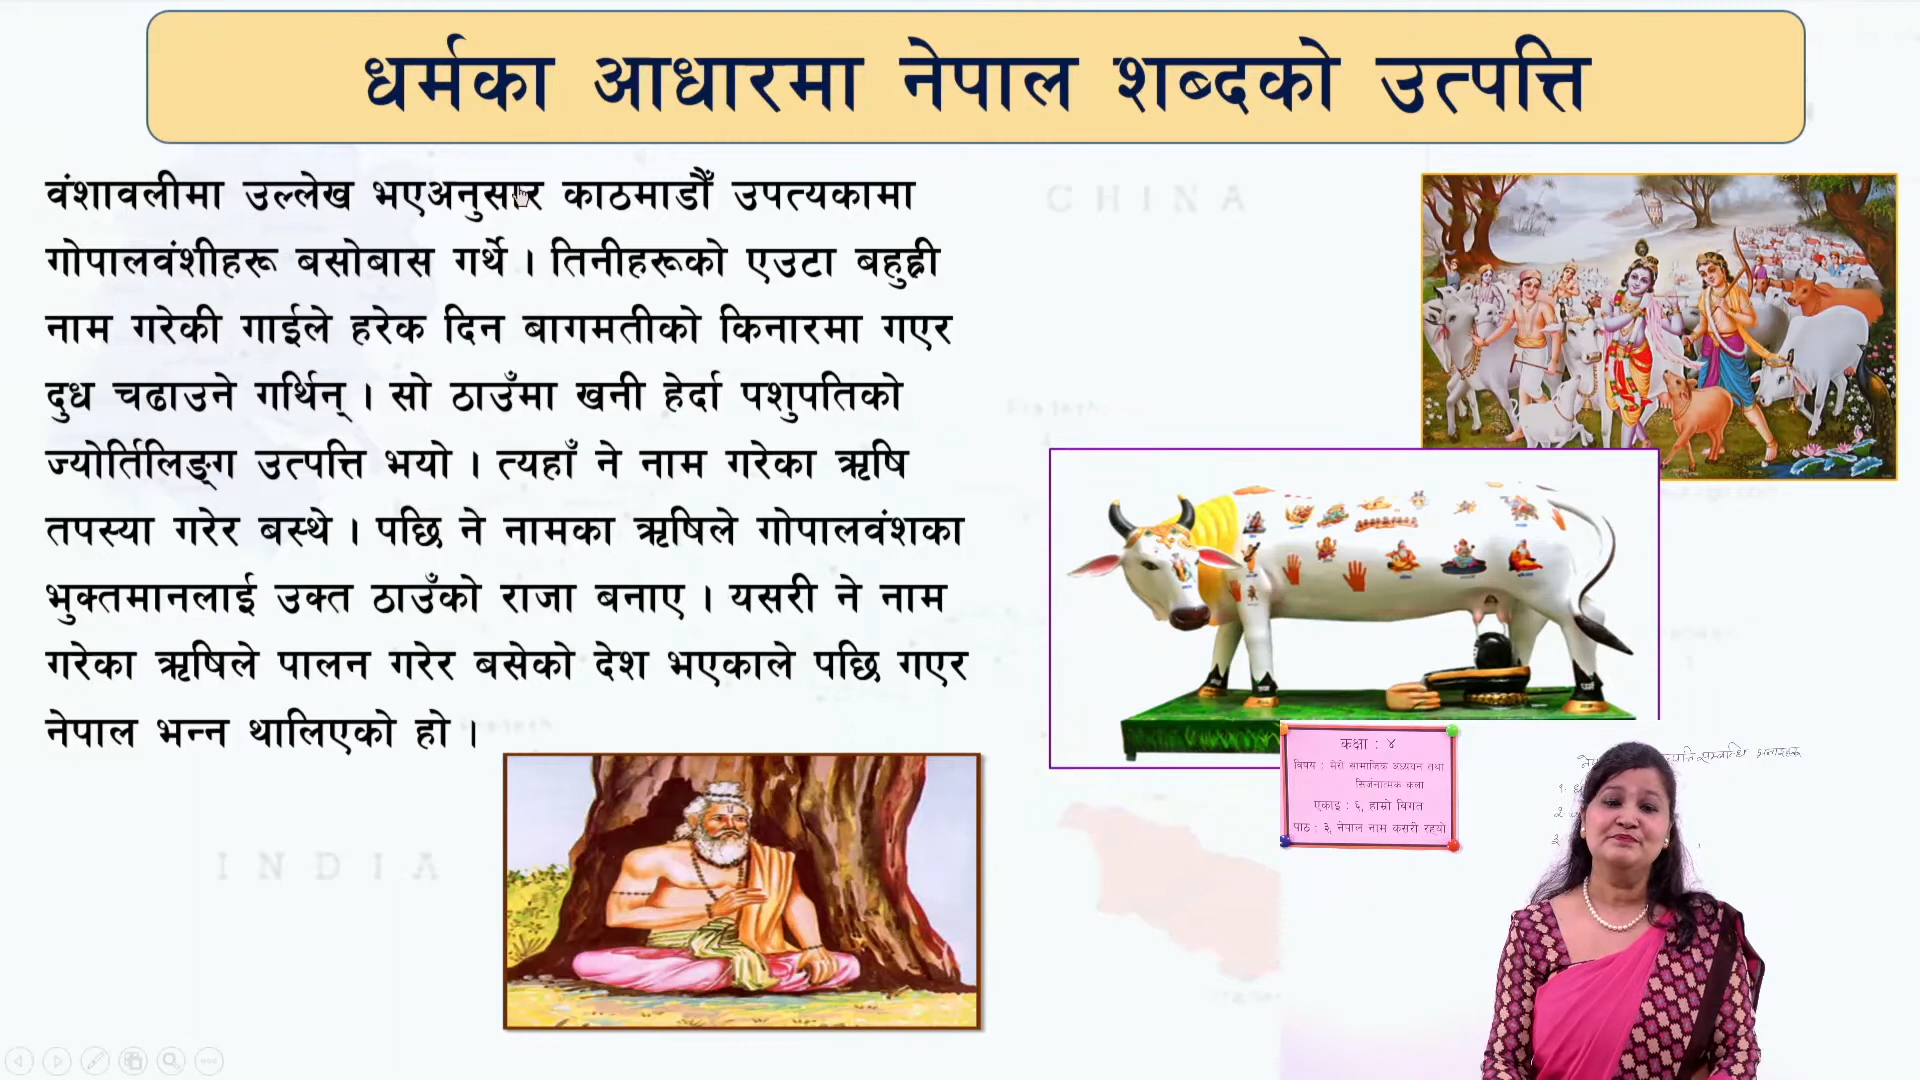 धर्मका आधारमा नेपाल शब्दको उत्पत्ति
वंशावलीमा उल्लेख भएअनुसार काठमाडौँ उपत्यकामा
गोपालवंशीहरू बसोबास गर्थे । तिनीहरूको एउटा बहुह्री
नाम गरेकी गाईले हरेक दिन बागमतीको किनारमा गएर
दुध चढाउने गर्थिन् । सो ठाउँमा खनी हेर्दा पशुपतिको
ज्योर्तिलिङ्ग उत्पत्ति भयो । त्यहाँ ने नाम गरेका ऋषि
तपस्या गरेर बस्थे । पछि ने नामका ऋषिले गोपालवंशका
भुक्तमानलाई उक्त ठाउँको राजा बनाए । यसरी ने नाम
गरेका ऋषिले पालन गरेर बसेको देश भएकाले पछि गएर
नेपाल भन्न थालिएको हो ।
CHINA
INDIA
कक्षा : ४
विषय : मेरो सामाजिक अध्ययन तथा
सिर्जनात्मक कला
एकाइ : ६, हाम्रो विगत
पाठ : ३, नेपाल नाम कसरी रह्यो